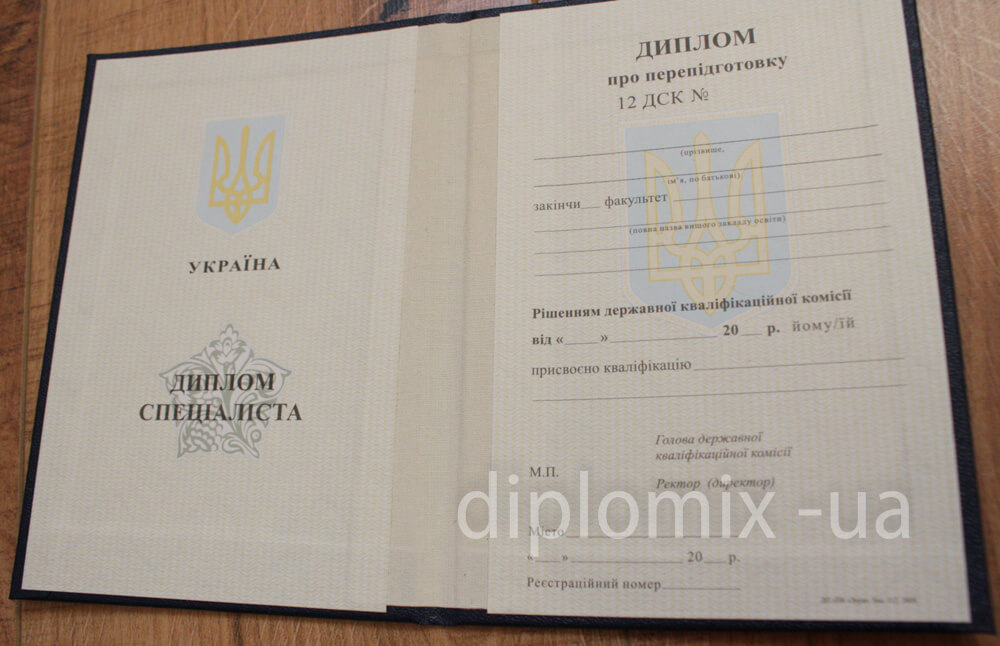 УКРАЇНА
ДИПЛОМ
СПЕЦІАЛІСТА
ДИПЛОМ
про перепідготовку
12 ДСК №
(прізвище,
ім'я, по батькові)
закінчи___ факультет
(повна назва вищого закладу освіти)
Рішенням державної кваліфікаційної комісії
від «____»____________ 20___ р. йому/їй
присвоєно кваліфікацію
Голова державної
кваліфікаційної комісії
М.П.
Ректор (директор)
diplomix -ua
Місто
«___»____________ 20___ р.
Реєстраційний номер